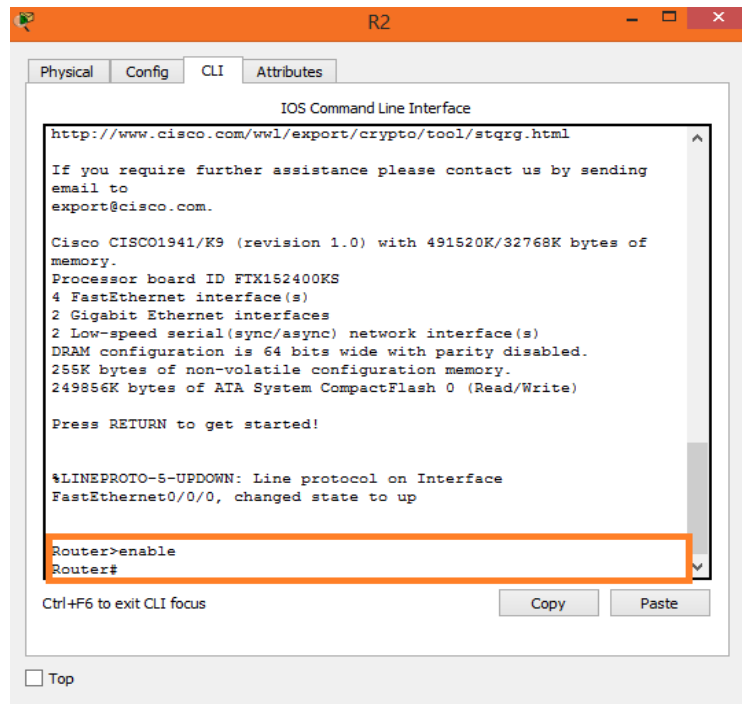 R2
Physical Config CLI Attributes
IOS Command Line Interface
http://www.cisco.com/wwl/export/crypto/tool/stqrg.html
If you require further assistance please contact us by sending
email to
export@cisco.com.
Cisco CISCO1941/K9 (revision 1.0) with 491520K/32768K bytes of
memory.
Processor board ID FTX152400KS
4 FastEthernet interface(s)
2 Gigabit Ethernet interfaces
2 Low-speed serial(sync/async) network interface(s)
DRAM configuration is 64 bits wide with parity disabled.
255K bytes of non-volatile configuration memory.
249856K bytes of ATA System CompactFlash 0 (Read/Write)
Press RETURN to get started!
%LINEPROTO-5-UPDOWN: Line protocol on Interface
FastEthernet0/0/0, changed state to up
Router>enable
Router#
Ctrl+F6 to exit CLI focus Copy Paste
Top